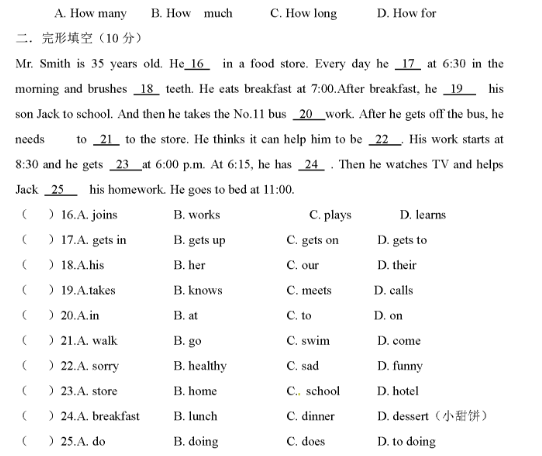 A. How many B. How much C. How long D. How for
二．完形填空（10 分）
Mr. Smith is 35 years old. He 16 in a food store. Every day he 17 at 6:30 in the
morning and brushes 18 teeth. He eats breakfast at 7:00.After breakfast, he 19 his
son Jack to school. And then he takes the No.11 bus 20 work. After he gets off the bus, he
needs to 21 to the store. He thinks it can help him to be 22 . His work starts at
8:30 and he gets 23 at 6:00 p.m. At 6:15, he has 24 . Then he watches TV and helps
Jack 25 his homework. He goes to bed at 11:00.
（ ）16.A. joins B. works C. plays D. learns
（ ）17.A. gets in B. gets up C. gets on D. gets to
（ ）18.A.his B. her C. our D. their
（ ）19.A.takes B. knows C. meets D. calls
（ ）20.A.in B. at C. to D. on
（ ）21.A. walk B. go C. swim D. come
（ ）22.A. sorry B. healthy C. sad D. funny
（ ）23.A. store B. home C.. school D. hotel
（ ）24.A. breakfast B. lunch C. dinner D. dessert（小甜饼）
（ ）25.A. do B. doing C. does D. to doing